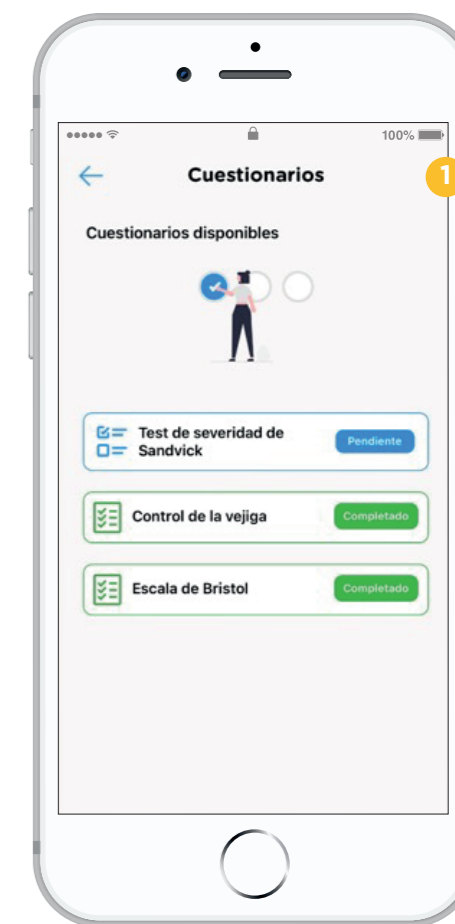 100%
Cuestionarios
1
Cuestionarios disponibles
Test de severidad de
Sandvick
Pendiente
Control de la vejiga
Completado
Escala de Bristol
Completado